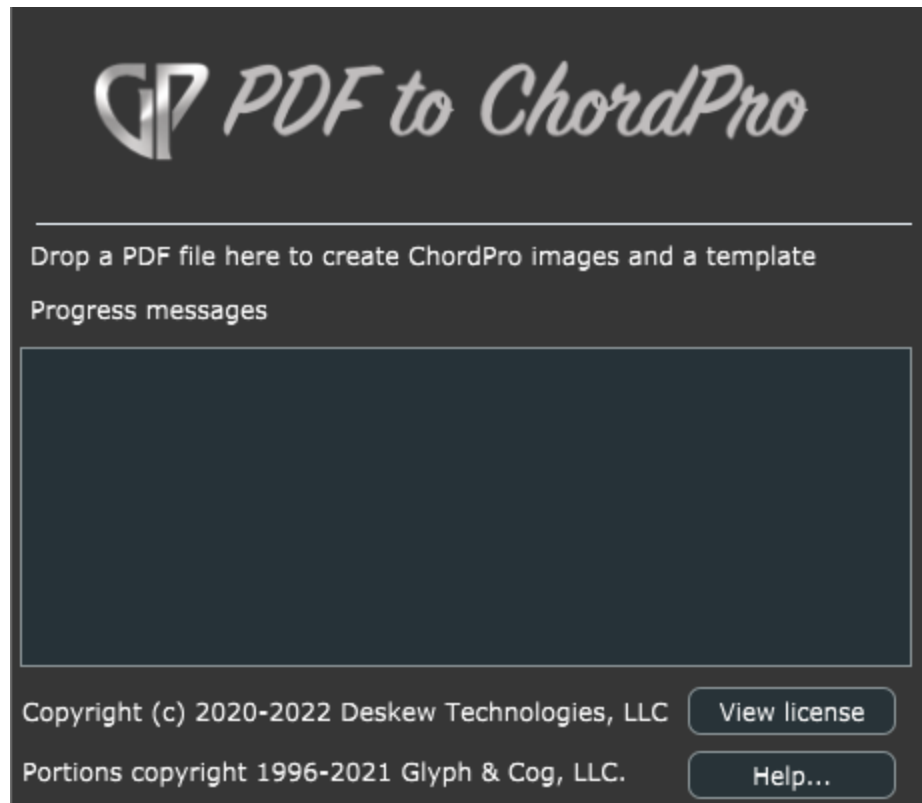 GP PDF to ChordPro
Drop a PDF file here to create ChordPro images and a template
Progress messages
Copyright (c) 2020-2022 Deskew Technologies, LLC
View license
Portions copyright 1996-2021 Glyph & Cog, LLC.
Help...